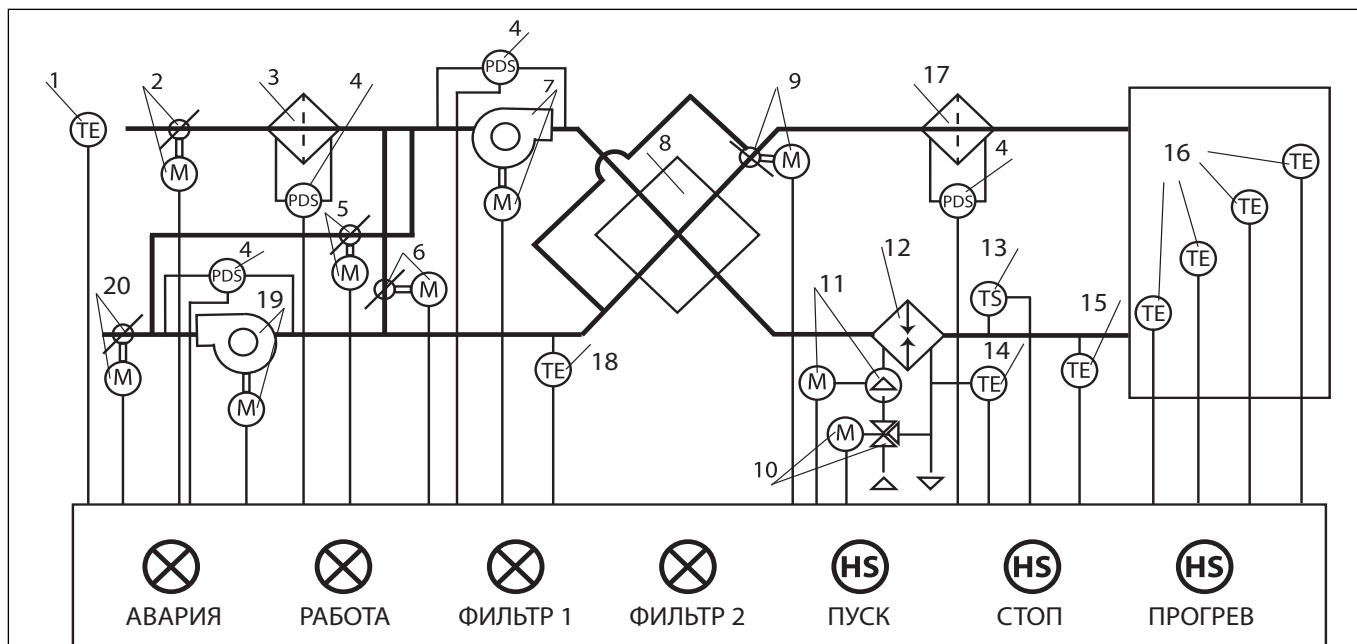 1
2
3
4
4
7
9
17
TE
PDS
M
PDS
M
8
M
PDS
4
16
TE
TE
TE
TE
5
4
PDS
M
6
M
20
19
M
M
18
TE
11
12
13
TS
15
M
14
TE
TE
M
10
HS
HS
HS
АВАРИЯ
РАБОТА
ФИЛЬТР 1
ФИЛЬТР 2
ПУСК
СТОП
ПРОГРЕВ